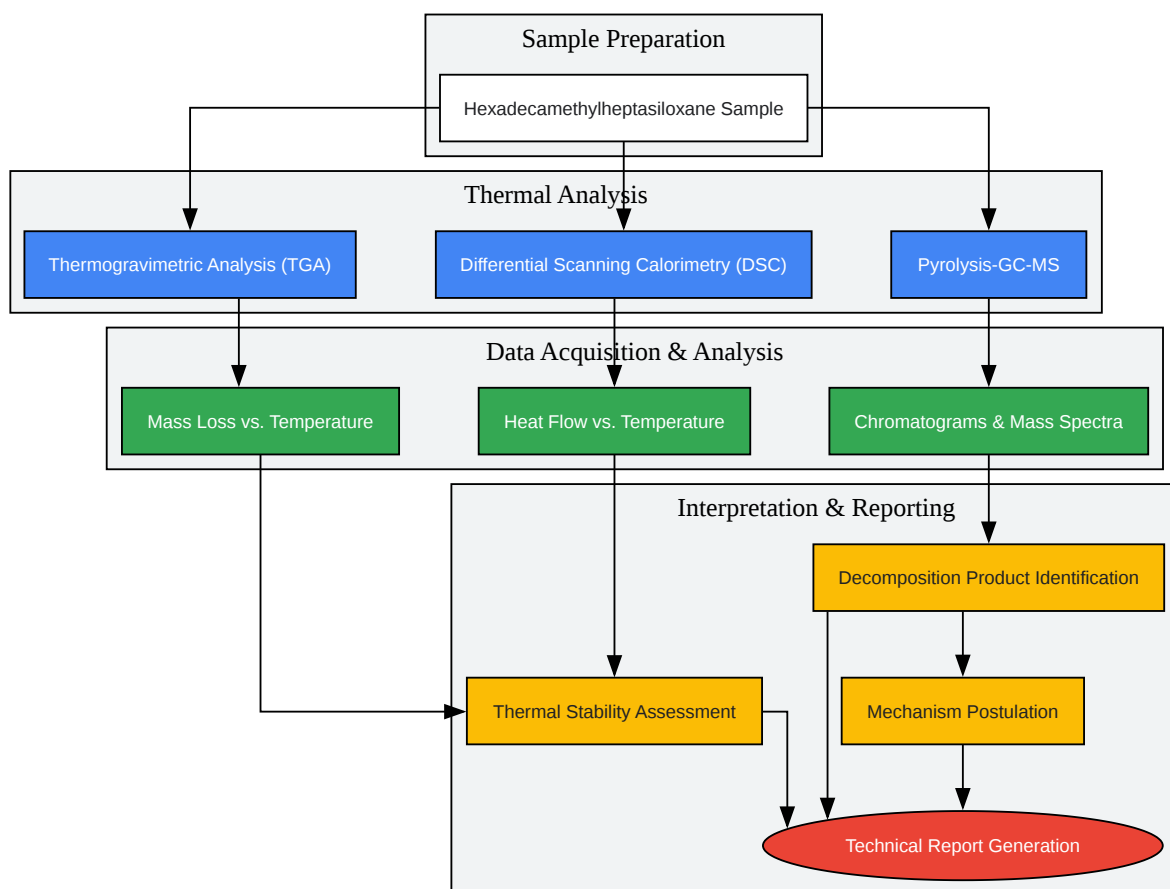 Sample Preparation
Hexadecamethylheptasiloxane Sample
Thermal Analysis
Thermogravimetric Analysis (TGA)
Differential Scanning Calorimetry (DSC)
Pyrolysis-GC-MS
Data Acquisition & Analysis
Mass Loss vs. Temperature
Heat Flow vs. Temperature
Chromatograms & Mass Spectra
Interpretation & Reporting
Decomposition Product Identification
Thermal Stability Assessment
Mechanism Postulation
Technical Report Generation